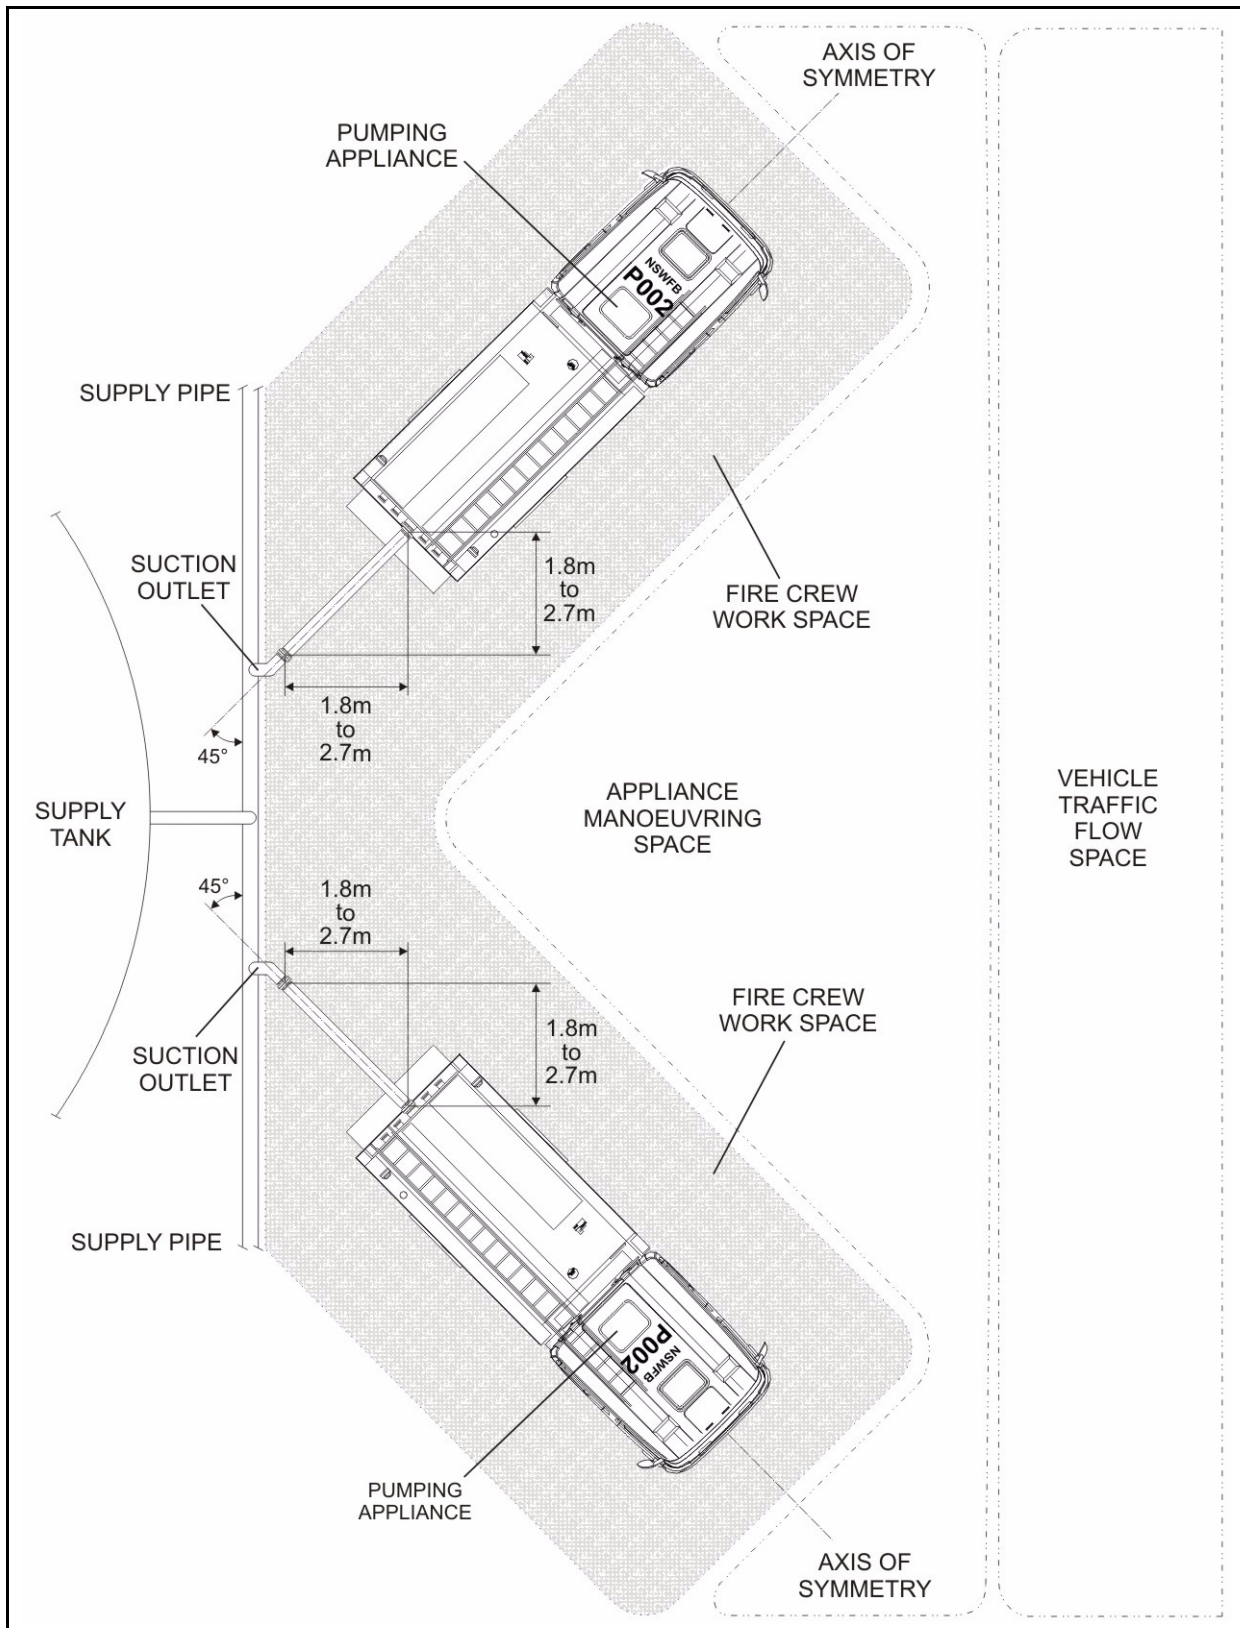 AXIS OF
SYMMETRY
PUMPING
APPLIANCE
NSWFB
P002
SUPPLY PIPE
SUCTION
OUTLET
1.8m
to
2.7m
FIRE CREW
WORK SPACE
1.8m
to
2.7m
45°
SUPPLY
TANK
APPLIANCE
MANOEUVRING
SPACE
VEHICLE
TRAFFIC
FLOW
SPACE
45°
1.8m
to
2.7m
FIRE CREW
WORK SPACE
1.8m
to
2.7m
SUCTION
OUTLET
SUPPLY PIPE
P002
NSWFB
PUMPING
APPLIANCE
AXIS OF
SYMMETRY